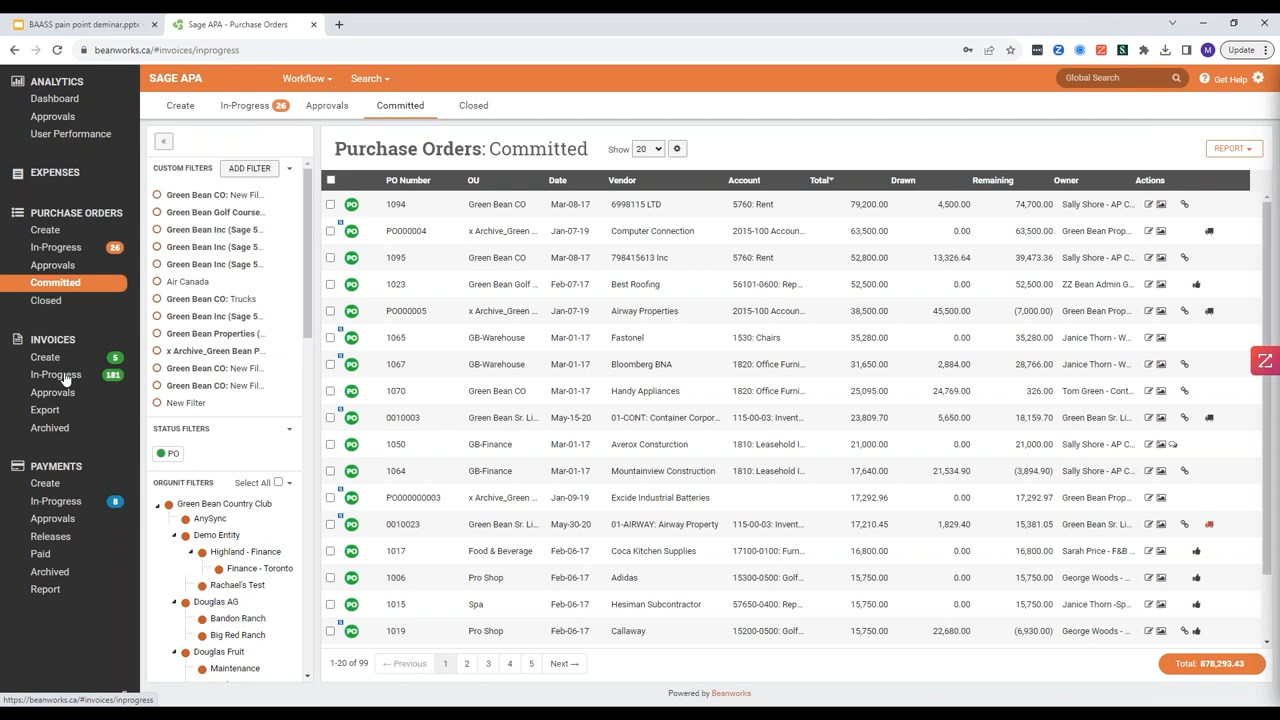 BAASS pain point deminar.pptx
Sage APA - Purchase Orders
beanworks.ca/#invoices/inprogress
Update
ANALYTICS
Dashboard
Approvals
User Performance
EXPENSES
PURCHASE ORDERS
Create
In-Progress 26
Approvals
Committed
Closed
INVOICES
Create 5
In-Progress 181
Approvals
Export
Archived
PAYMENTS
Create
In-Progress 8
Approvals
Releases
Paid
Archived
Report
https://beanworks.ca/#invoices/inprogress
SAGE APA Workflow Search Global Search Get Help
Create In-Progress 26 Approvals Committed Closed
CUSTOM FILTERS ADD FILTER
Green Bean CO: New Fil...
Green Bean Golf Course...
Green Bean Inc (Sage 5...
Green Bean Inc (Sage 5...
Green Bean Inc (Sage 5...
Air Canada
Green Bean CO: Trucks
Green Bean Inc (Sage 5...
Green Bean Properties (...
x Archive_Green Bean P...
Green Bean CO: New Fil...
Green Bean CO: New Fil...
New Filter
STATUS FILTERS
PO
ORGUNIT FILTERS Select All
Green Bean Country Club
AnySync
Demo Entity
Highland - Finance
Finance - Toronto
Rachael's Test
Douglas AG
Bandon Ranch
Big Red Ranch
Douglas Fruit
Maintenance
Purchase Orders: Committed Show 20 REPORT
PO Number OU Date Vendor Account Total Drawn Remaining Owner Actions
PO 1094 Green Bean CO Mar-08-17 6998115 LTD 5760: Rent 79,200.00 4,500.00 74,700.00 Sally Shore - AP C...
PO PO000004 x Archive_Green ... Jan-07-19 Computer Connection 2015-100 Accoun... 63,500.00 0.00 63,500.00 Green Bean Prop...
PO 1095 Green Bean CO Mar-08-17 798415613 Inc 5760: Rent 52,800.00 13,326.64 39,473.36 Sally Shore - AP C...
PO 1023 Green Bean Golf ... Feb-07-17 Best Roofing 56101-0600: Rep... 52,500.00 0.00 52,500.00 ZZ Bean Admin G...
PO PO000005 x Archive_Green ... Jan-07-19 Airway Properties 2015-100 Accoun... 38,500.00 45,500.00 (7,000.00) Green Bean Prop...
PO 1065 GB-Warehouse Mar-01-17 Fastonel 1530: Chairs 35,280.00 0.00 35,280.00 Janice Thorn - W...
PO 1067 GB-Warehouse Mar-01-17 Bloomberg BNA 1820: Office Furni... 31,650.00 2,884.00 28,766.00 Janice Thorn - W...
PO 1070 Green Bean CO Mar-01-17 Handy Appliances 1820: Office Furni... 25,095.00 24,769.00 326.00 Tom Green - Cont...
PO 0010003 Green Bean Sr. Li... May-15-20 01-CONT: Container Corpor... 115-00-03: Invent... 23,809.70 5,650.00 18,159.70 Green Bean Sr. Li...
PO 1050 GB-Finance Mar-01-17 Averox Consturction 1810: Leasehold I... 21,000.00 0.00 21,000.00 Sally Shore - AP C...
PO 1064 GB-Finance Mar-01-17 Mountainview Construction 1810: Leasehold I... 17,640.00 21,534.90 (3,894.90) Sally Shore - AP C...
PO PO000000003 x Archive_Green ... Jan-09-19 Excide Industrial Batteries 17,292.96 0.00 17,292.97 Green Bean Prop...
PO 0010023 Green Bean Sr. Li... May-30-20 01-AIRWAY: Airway Property 115-00-03: Invent... 17,210.45 1,829.40 15,381.05 Green Bean Sr. Li...
PO 1017 Food & Beverage Feb-06-17 Coca Kitchen Supplies 17100-0100: Furn... 16,800.00 0.00 16,800.00 Sarah Price - F&B ...
PO 1006 Pro Shop Feb-06-17 Adidas 15300-0500: Golf... 15,750.00 0.00 15,750.00 George Woods - ...
PO 1015 Spa Feb-06-17 Hesiman Subcontractor 57650-0400: Rep... 15,750.00 0.00 15,750.00 Janice Thorn -Sp...
PO 1019 Pro Shop Feb-06-17 Callaway 15200-0500: Golf... 15,750.00 22,680.00 (6,930.00) George Woods - ...
1-20 of 99 ← Previous 1 2 3 4 5 Next → Total: 878,293.43
Powered by Beanworks